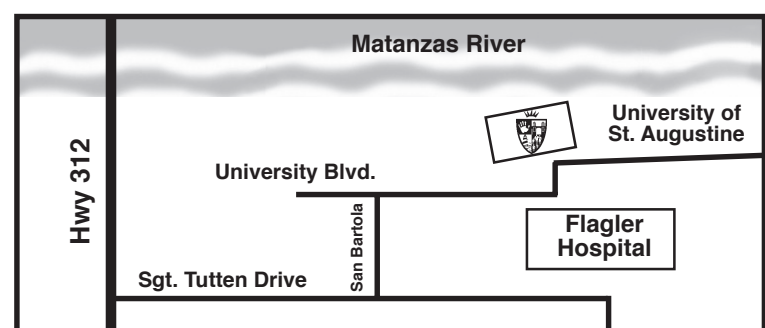 Matanzas River
University of
St. Augustine
Hwy 312
University Blvd.
San Bartola
Flagler
Hospital
Sgt. Tutten Drive